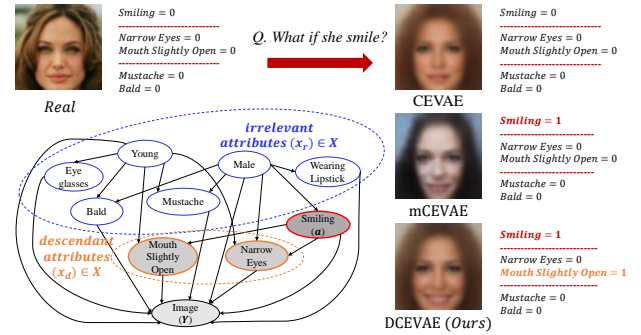 Smiling = 0
Narrow Eyes = 0
Mouth Slightly Open = 0
Mustache = 0
Bald = 0
Real
Q. What if she smile?
Smiling = 0
Narrow Eyes = 0
Mouth Slightly Open = 0
Mustache = 0
Bald = 0
CEVAE
irrelevant
attributes (x_r) ∈ X
Young
Male
Eye
glasses
Wearing
Lipstick
Bald
Mustache
Smiling
(a)
descendant
attributes
(x_d) ∈ X
Mouth
Slightly
Open
Narrow
Eyes
Image
(Y)
Smiling = 1
Narrow Eyes = 0
Mouth Slightly Open = 0
Mustache = 0
Bald = 0
mCEVAE
Smiling = 1
Narrow Eyes = 0
Mouth Slightly Open = 1
Mustache = 0
Bald = 0
DCEVAE (Ours)